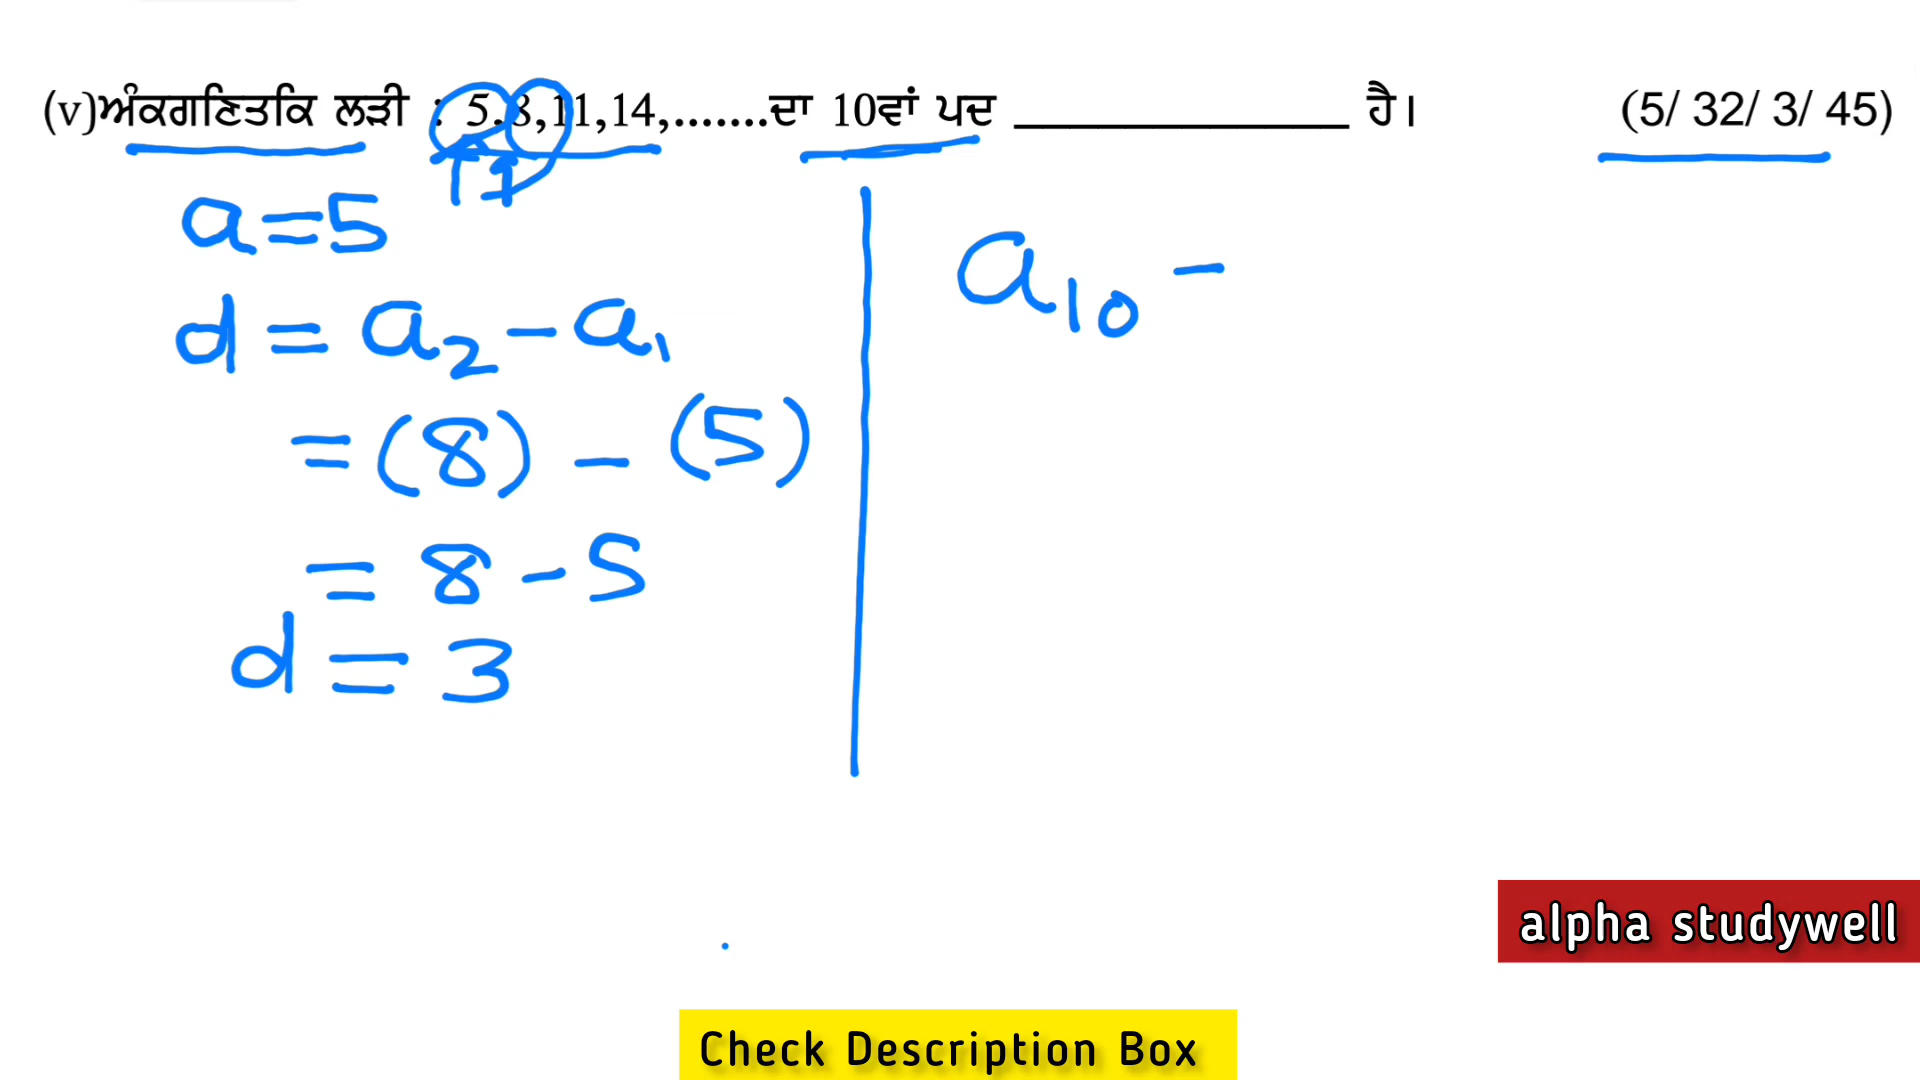 (v)ਅੰਕਗਣਿਤਕਿ ਲੜੀ : 5,8,11,14,.......ਦਾ 10ਵਾਂ ਪਦ ______________ ਹੈ। (5/ 32/ 3/ 45)
a=5
d = a₂ - a₁
= (8) - (5)
= 8 - 5
d = 3
a₁₀ -
alpha studywell
Check Description Box